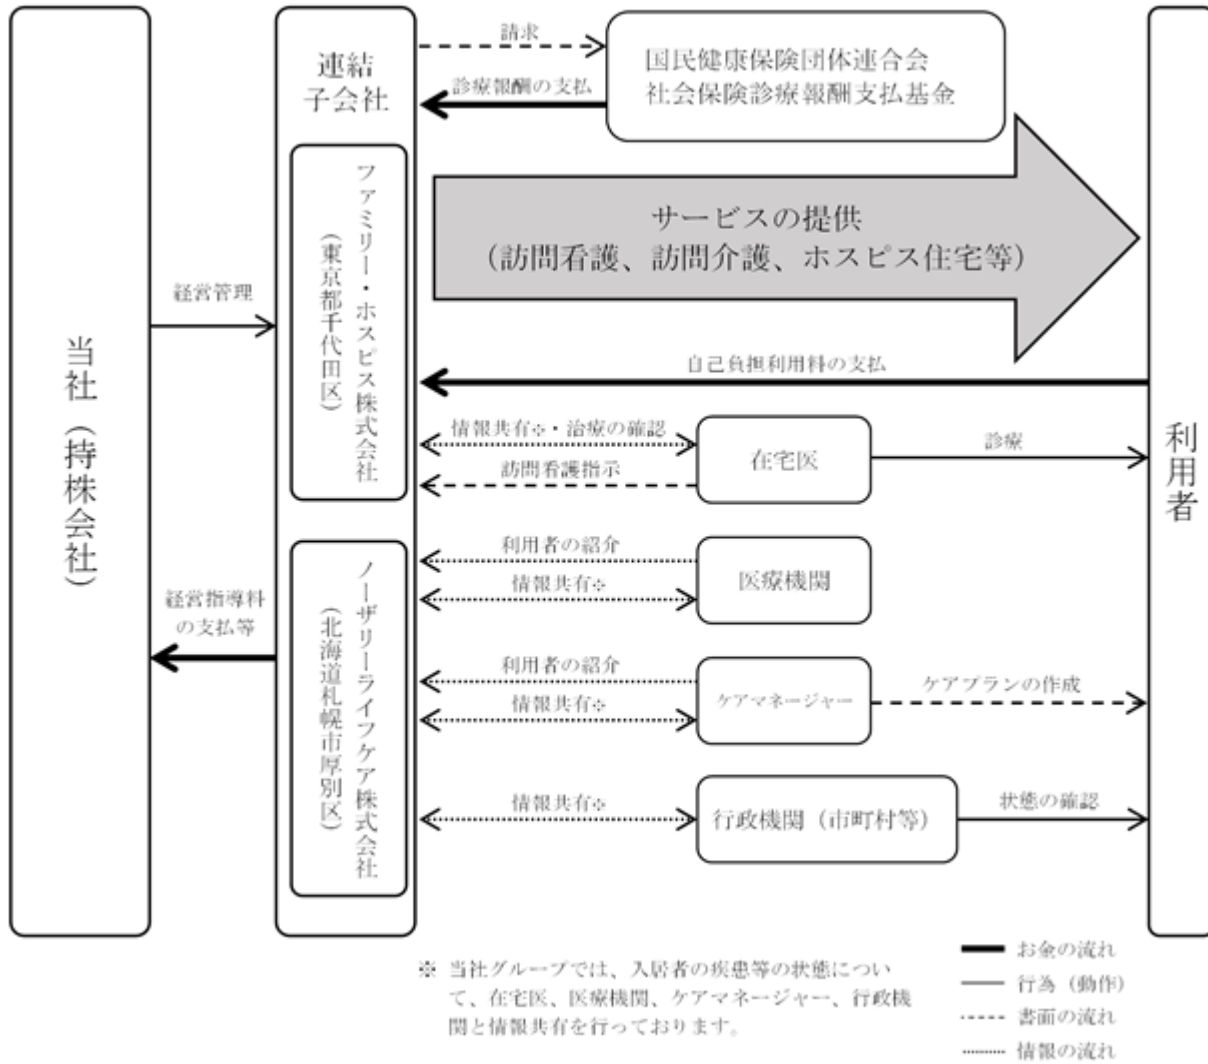 当社（持株会社）
経営管理
経営指導料
の支払等
連結
子会社
ファミリー・ホスピス株式会社
（東京都千代田区）
ノーザリーライフケア株式会社
（北海道札幌市厚別区）
請求
診療報酬の支払
国民健康保険団体連合会
社会保険診療報酬支払基金
サービスの提供
（訪問看護、訪問介護、ホスピス住宅等）
自己負担利用料の支払
情報共有※・治療の確認
訪問看護指示
在宅医
診療
利用者の紹介
情報共有※
医療機関
利用者の紹介
情報共有※
ケアマネージャー
ケアプランの作成
情報共有※
行政機関（市町村等）
状態の確認
利用者
※ 当社グループでは、入居者の疾患等の状態につい
て、在宅医、医療機関、ケアマネージャー、行政機
関と情報共有を行っております。
お金の流れ
行為（動作）
書面の流れ
情報の流れ